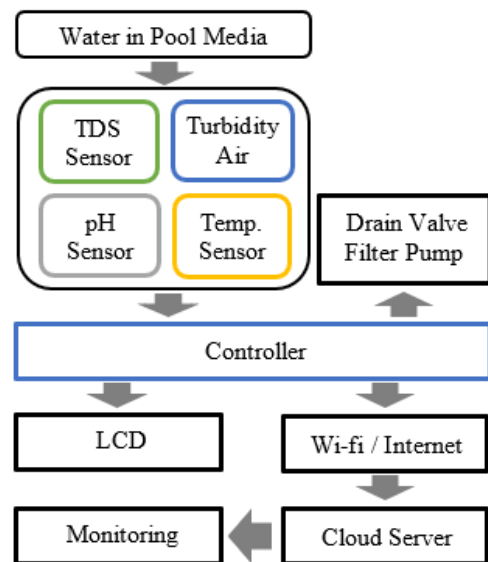 Water in Pool Media
TDS
Sensor
Turbidity
Air
pH
Sensor
Temp.
Sensor
Drain Valve
Filter Pump
Controller
LCD
Wi-fi / Internet
Monitoring
Cloud Server